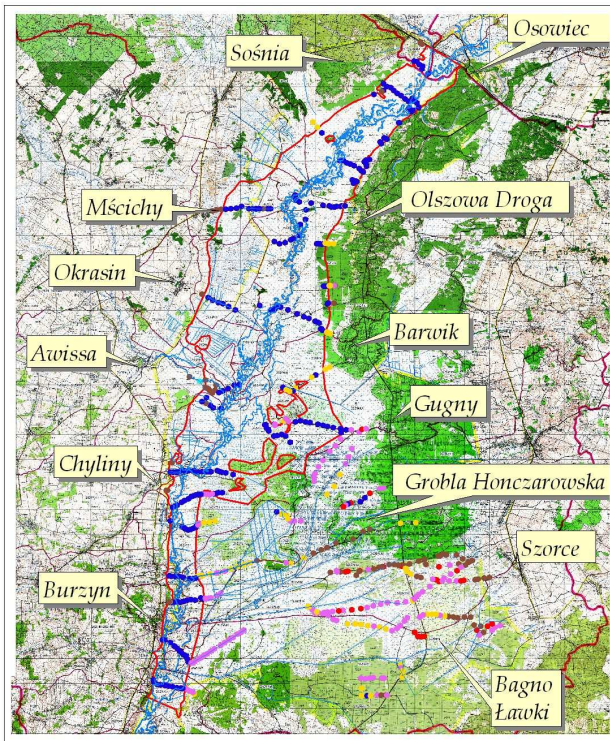 Osowiec
Sośnia
Mścichy
Olszowa Droga
Okrasin
Barwik
Awissa
Gugny
Chyliny
Grobla Honczarowska
Szorce
Burzyn
Bagno
Ławki